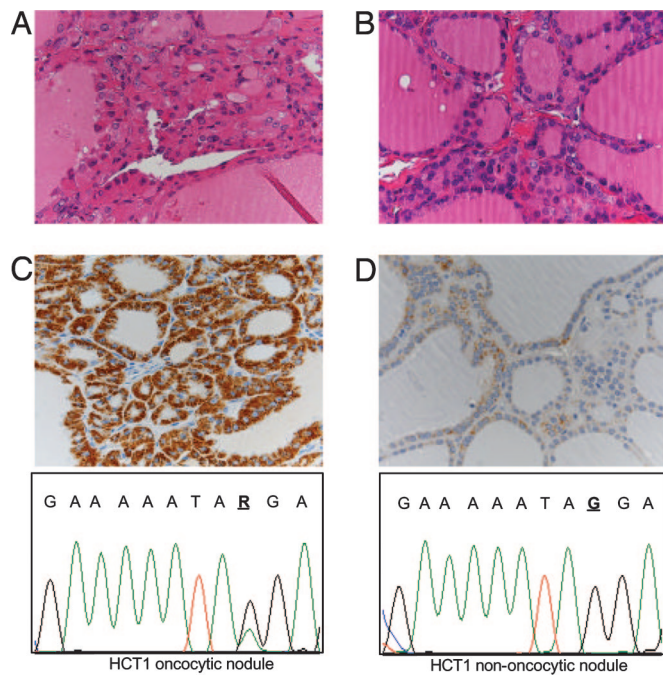 A
B
C
D
G A A A A A T A R G A
G A A A A A T A G G A
HCT1 oncocytic nodule
HCT1 non-oncocytic nodule